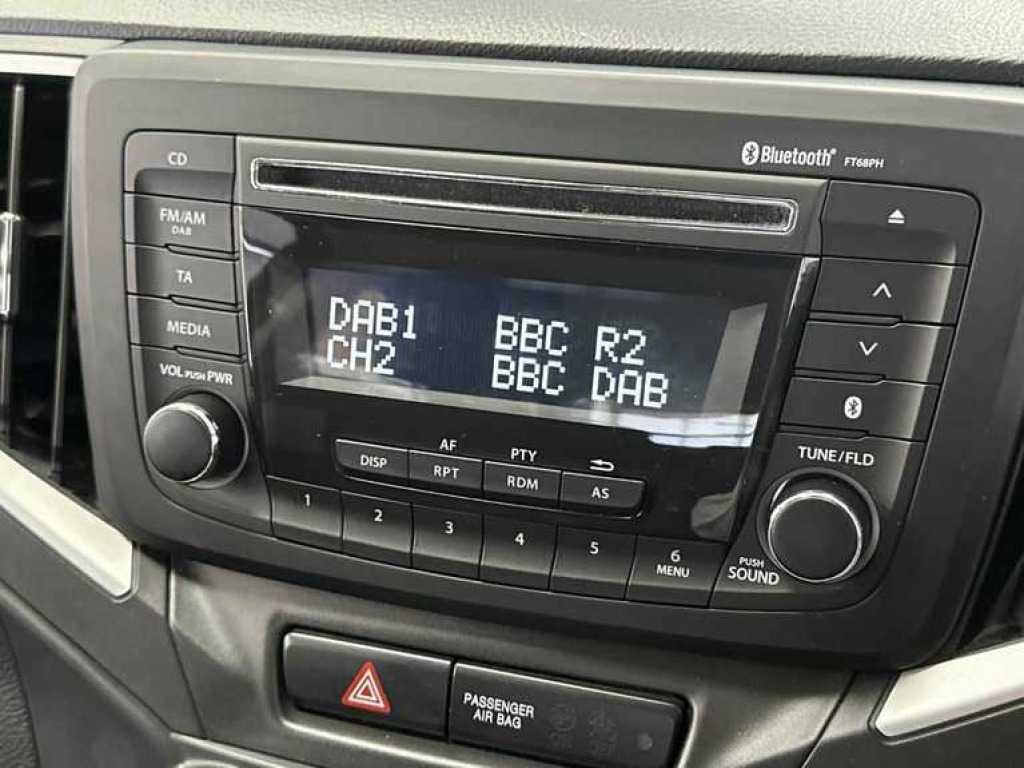 Bluetooth® FT68PH
CD
FM/AM
DAB
TA
MEDIA
VOL PUSH PWR
DAB1 BBC R2
CH2 BBC DAB
AF PTY
DISP RPT RDM AS
TUNE/FLD
PUSH
SOUND
1 2 3 4 5 6
MENU
PASSENGER
AIR BAG